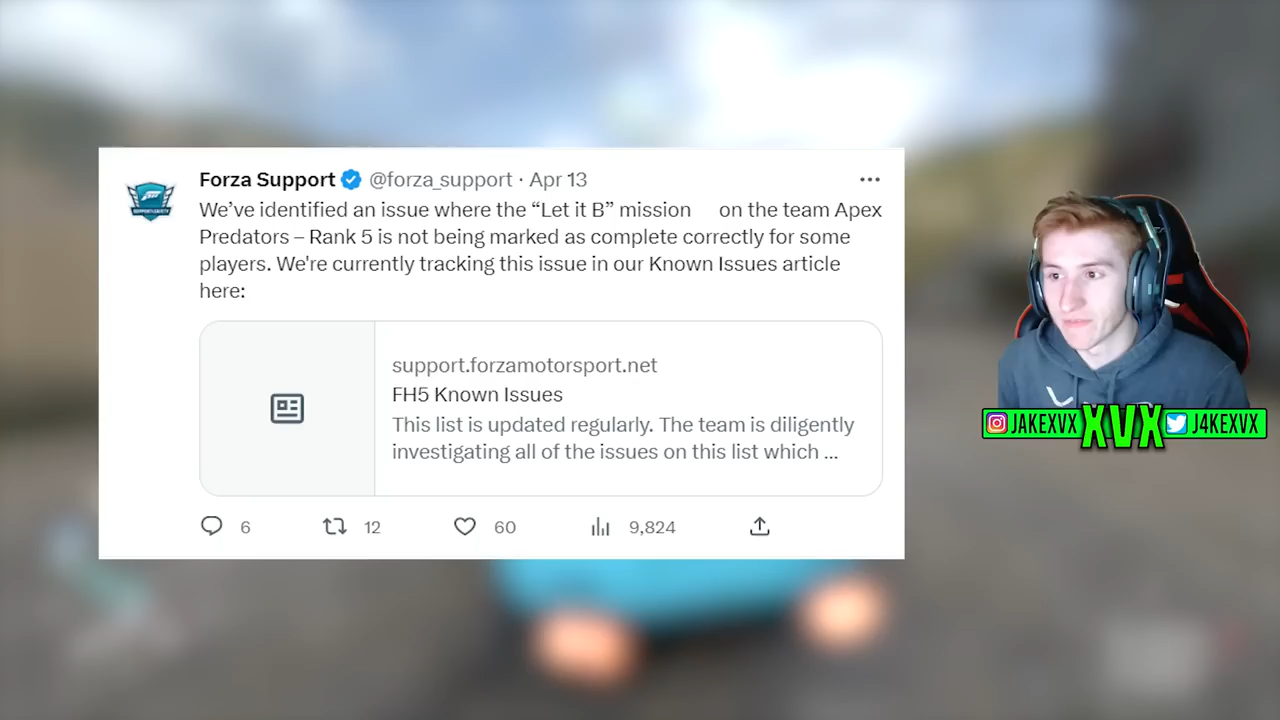 Forza Support @forza_support · Apr 13
We’ve identified an issue where the “Let it B” mission on the team Apex
Predators – Rank 5 is not being marked as complete correctly for some
players. We're currently tracking this issue in our Known Issues article
here:
support.forzamotorsport.net
FH5 Known Issues
This list is updated regularly. The team is diligently
investigating all of the issues on this list which ...
6 12 60 9,824
JAKEXVX XVX J4KEXVX